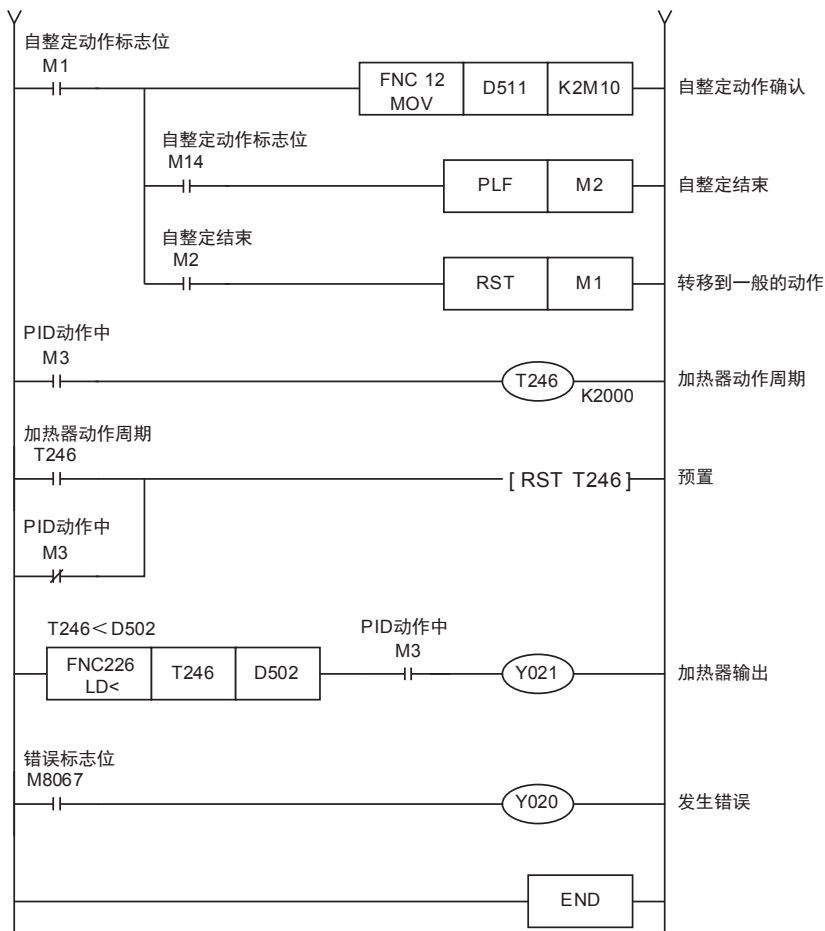 自整定动作标志位
M1
FNC 12
MOV
D511
K2M10
自整定动作确认
自整定动作标志位
M14
PLF
M2
自整定结束
自整定结束
M2
RST
M1
转移到一般的动作
PID动作中
M3
T246
K2000
加热器动作周期
加热器动作周期
T246
[ RST T246 ]
预置
PID动作中
M3
T246＜D502
FNC226
LD<
T246
D502
PID动作中
M3
Y021
加热器输出
错误标志位
M8067
Y020
发生错误
END